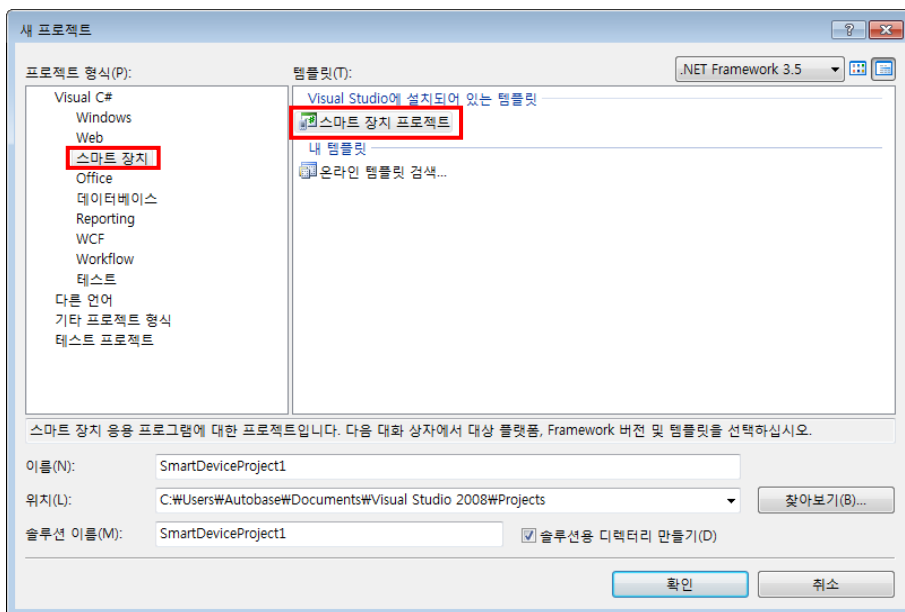 새 프로젝트
프로젝트 형식(P):
템플릿(T):
.NET Framework 3.5
Visual C#
Windows
Web
스마트 장치
Office
데이터베이스
Reporting
WCF
Workflow
테스트
다른 언어
기타 프로젝트 형식
테스트 프로젝트
Visual Studio에 설치되어 있는 템플릿
스마트 장치 프로젝트
내 템플릿
온라인 템플릿 검색...
스마트 장치 응용 프로그램에 대한 프로젝트입니다. 다음 대화 상자에서 대상 플랫폼, Framework 버전 및 템플릿을 선택하십시오.
이름(N): SmartDeviceProject1
위치(L): C:₩Users₩Autobase₩Documents₩Visual Studio 2008₩Projects 찾아보기(B)...
솔루션 이름(M): SmartDeviceProject1 솔루션용 디렉터리 만들기(D)
확인 취소